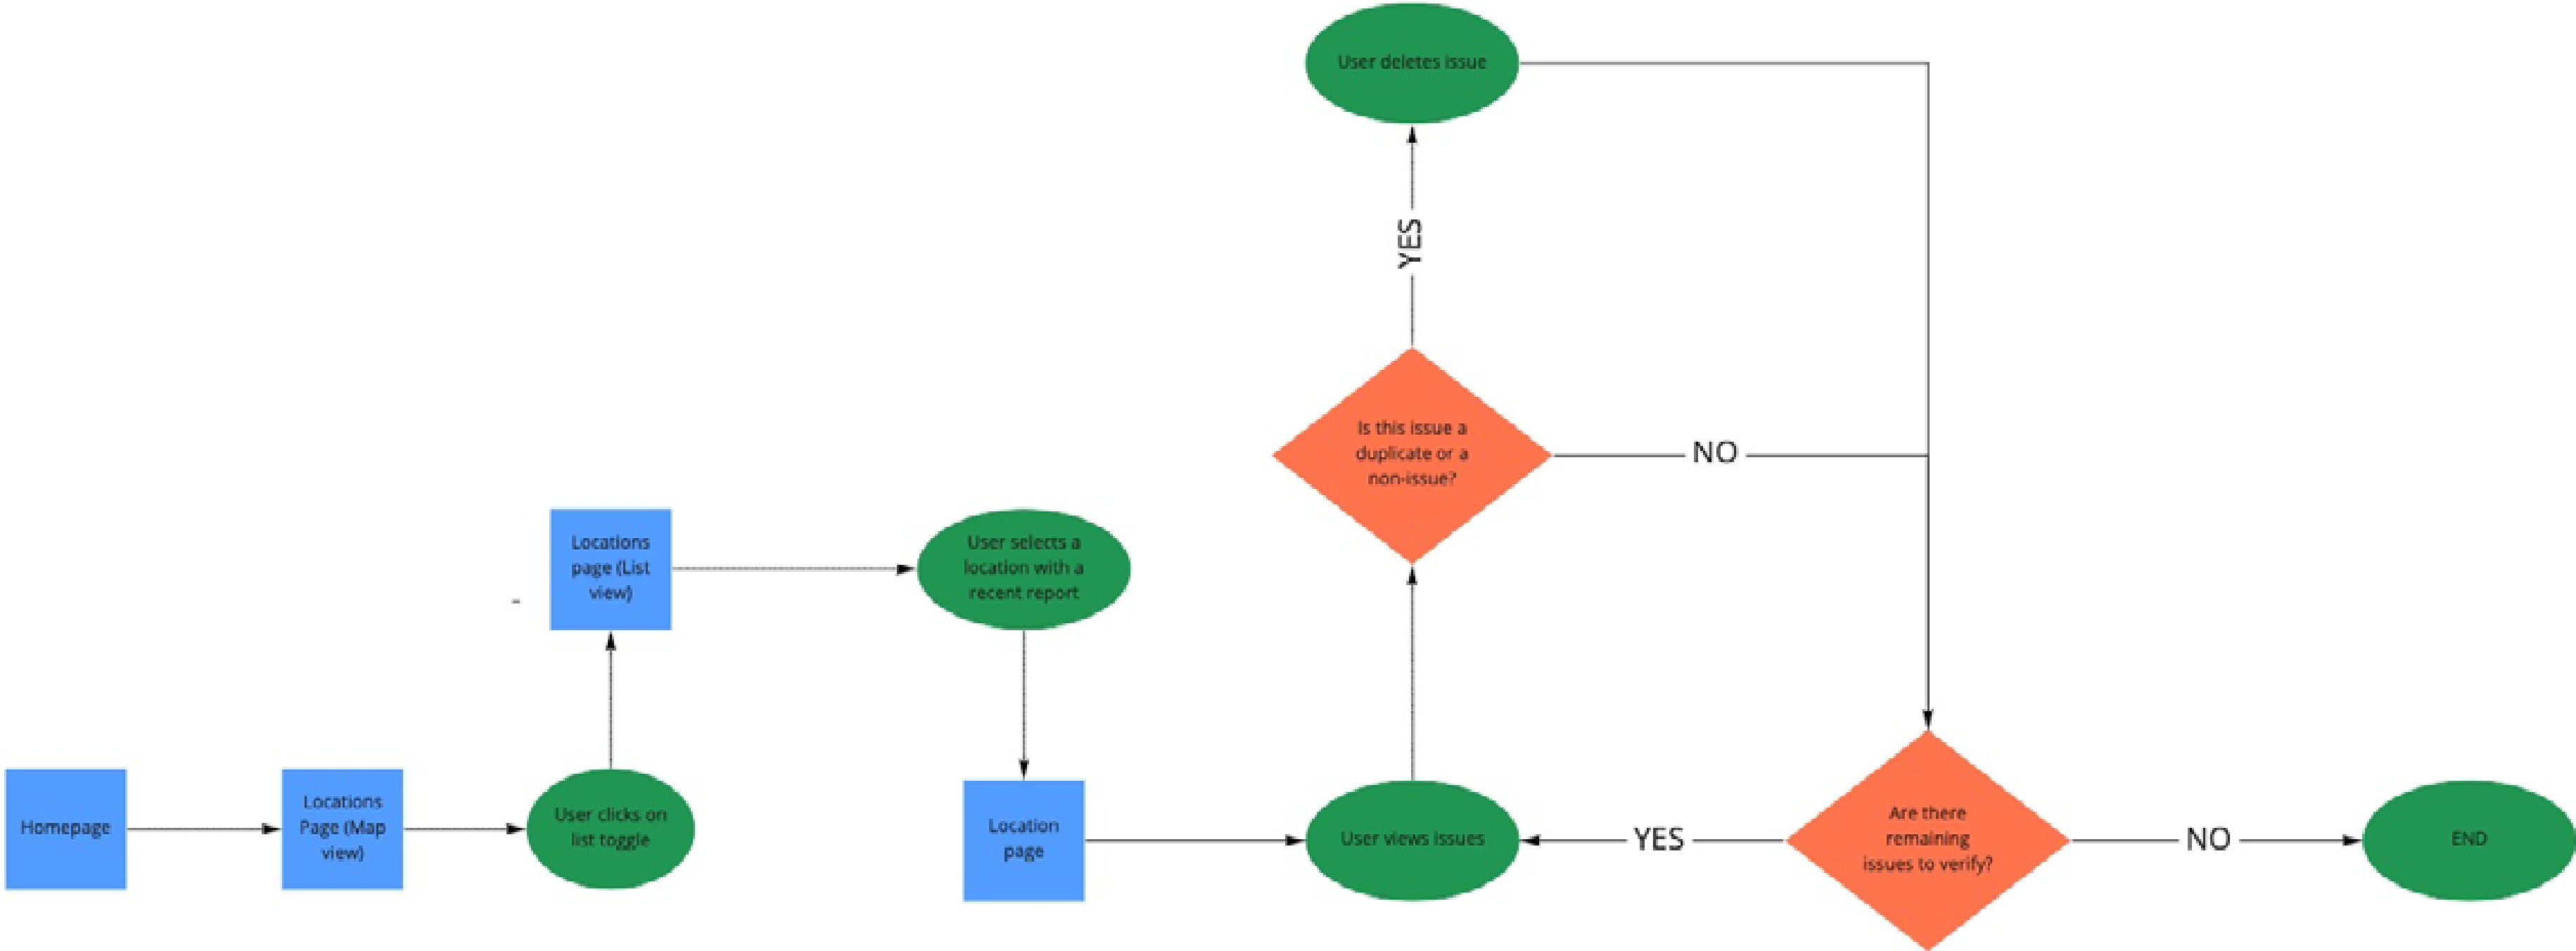 User deletes issue
YES
Is this issue a
duplicate or a
non-issue?
NO
Locations
page (List
view)
User selects a
location with a
recent report
Homepage
Locations
Page (Map
view)
User clicks on
list toggle
Location
page
User views issues
YES
Are there
remaining
issues to verify?
NO
END